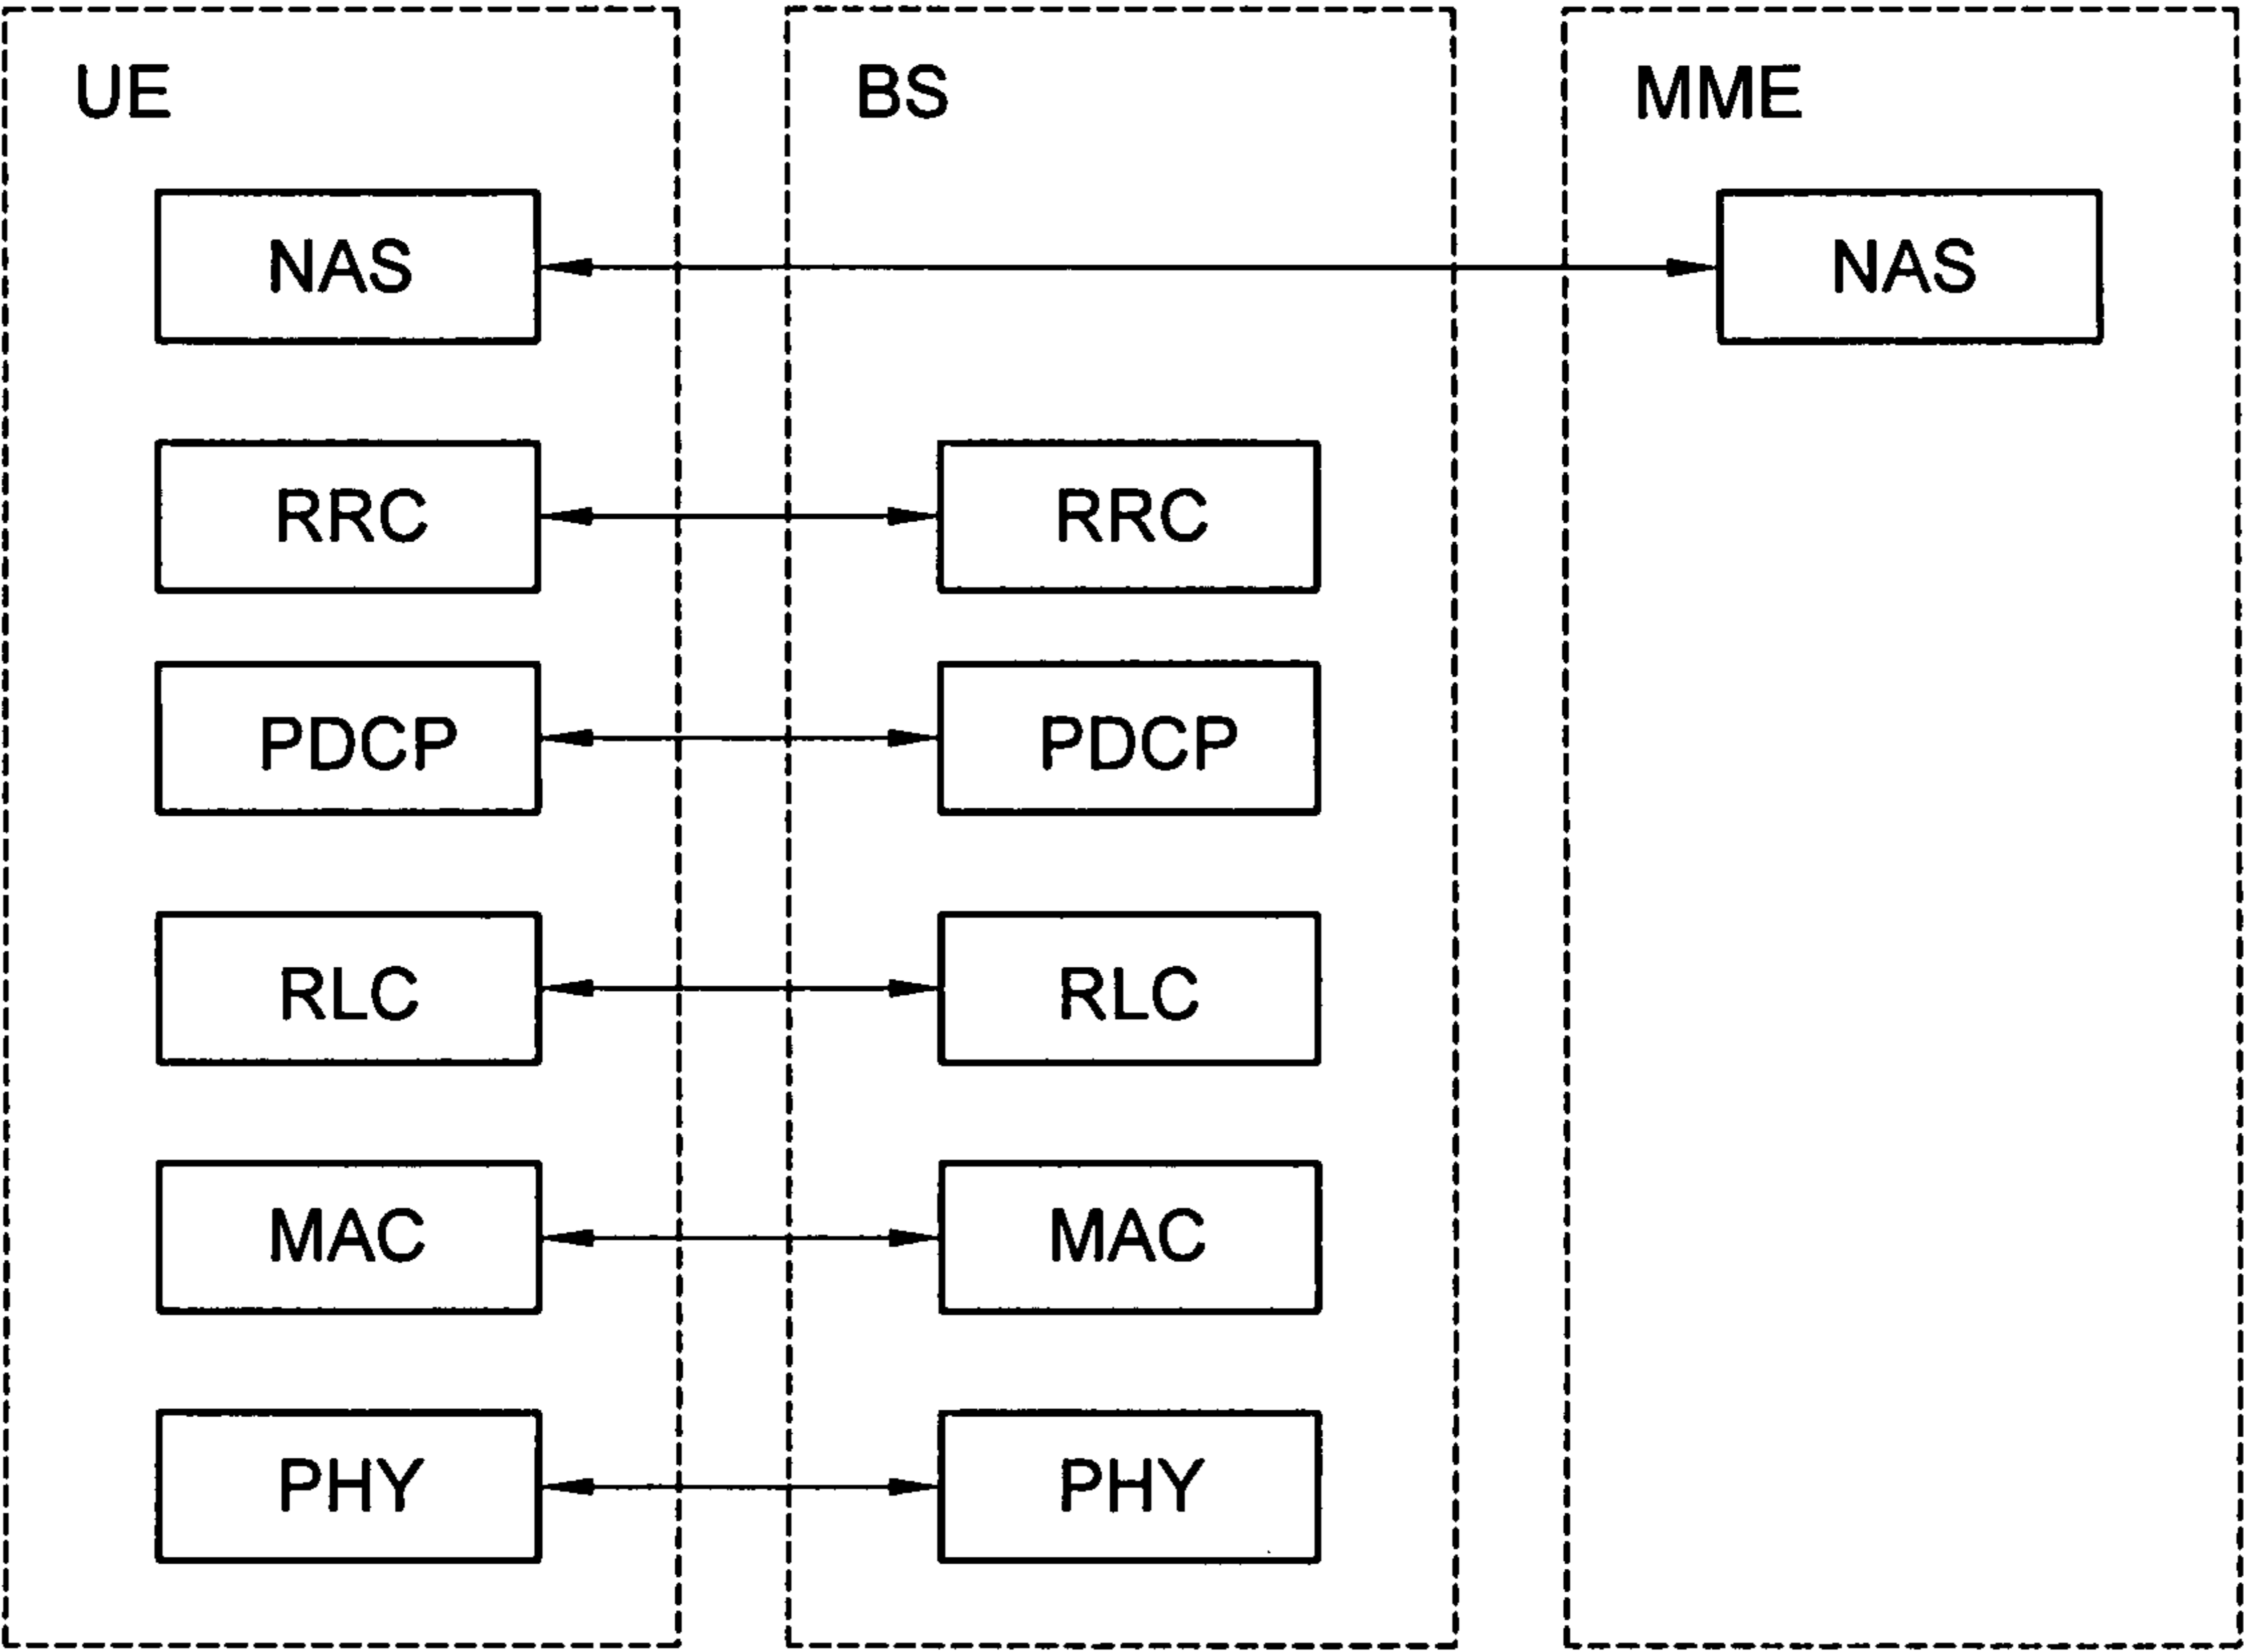 UE BS MME
NAS NAS
RRC RRC
PDCP PDCP
RLC RLC
MAC MAC
PHY PHY